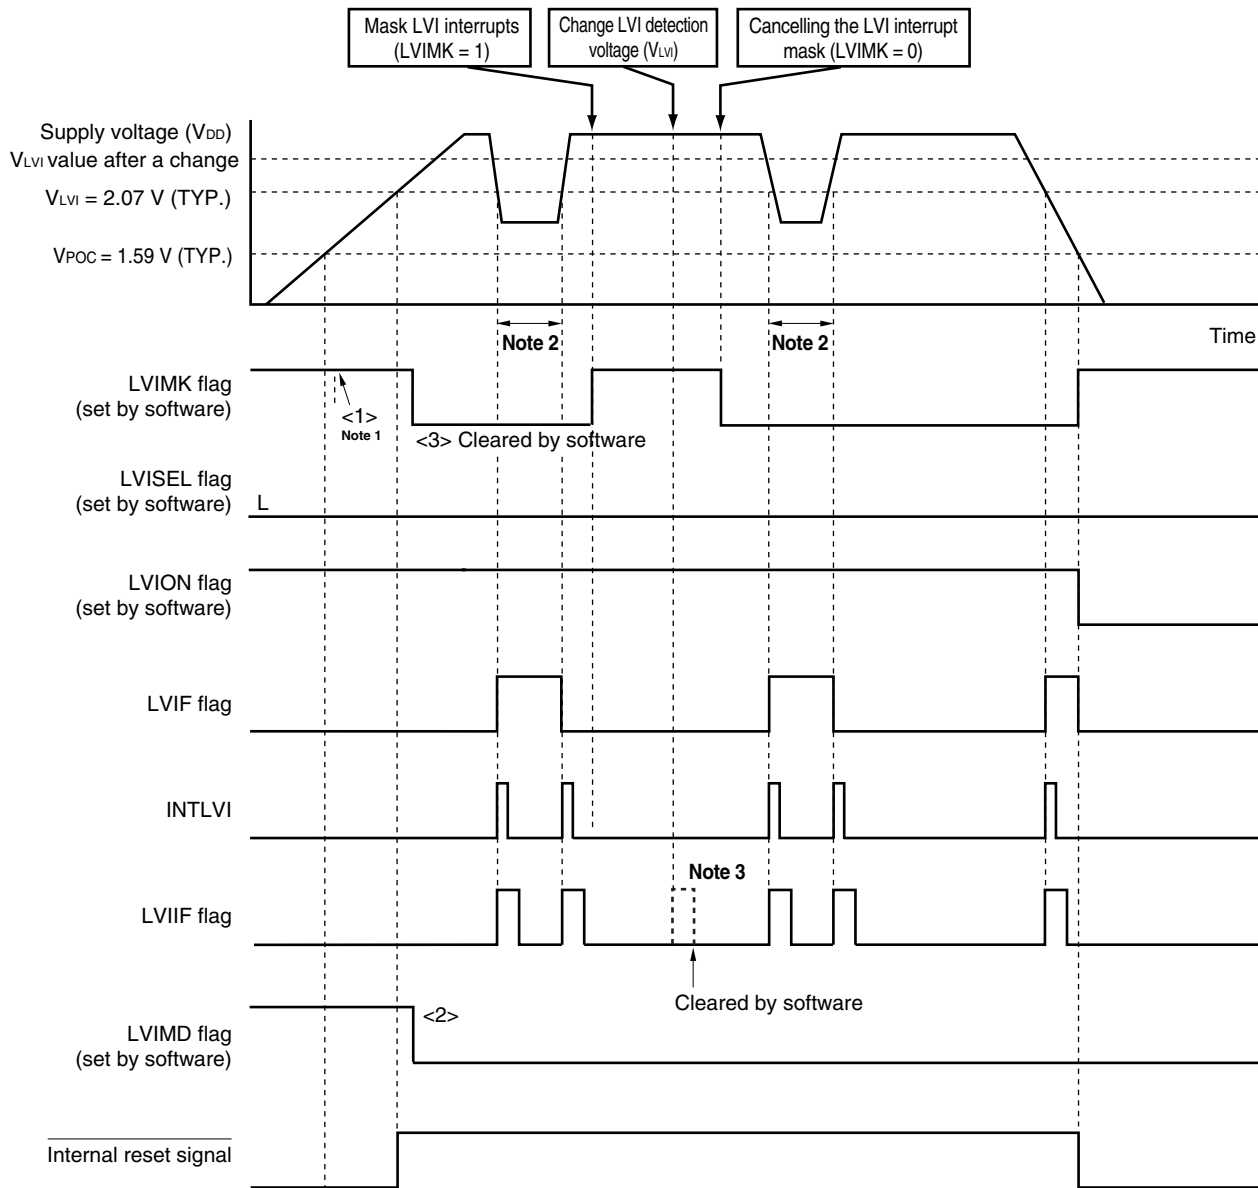 Mask LVI interrupts
(LVIMK = 1)
Change LVI detection
voltage (VLVI)
Cancelling the LVI interrupt
mask (LVIMK = 0)
Supply voltage (VDD)
VLVI value after a change
VLVI = 2.07 V (TYP.)
VPOC = 1.59 V (TYP.)
Note 2
Note 2
Time
LVIMK flag
(set by software)
<1>
Note 1
<3> Cleared by software
LVISEL flag
(set by software)
L
LVION flag
(set by software)
LVIF flag
INTLVI
Note 3
LVIIF flag
Cleared by software
<2>
LVIMD flag
(set by software)
Internal reset signal